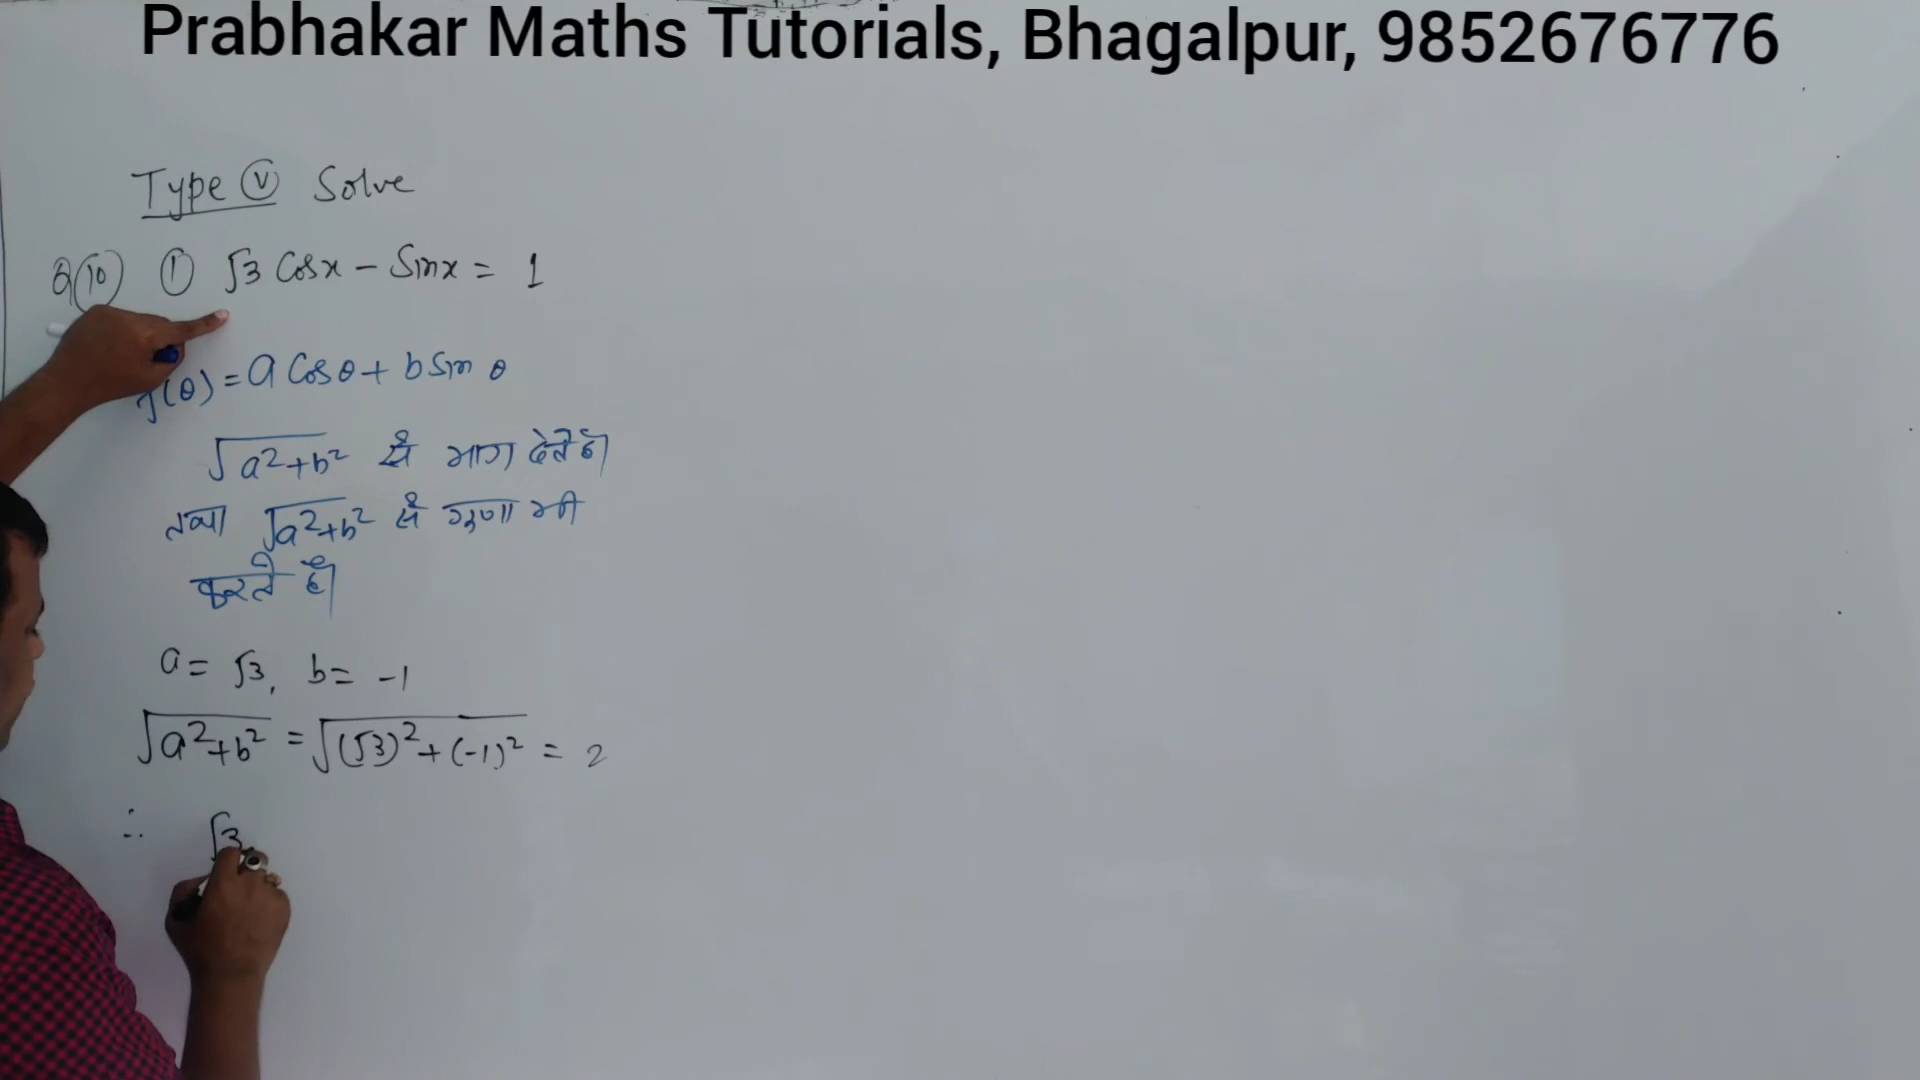 Prabhakar Maths Tutorials, Bhagalpur, 9852676776
Type Ⓥ Solve
Q⑩ ① √3 Cosx - Sinx = 1
f(θ) = a Cosθ + b Sin θ
√a²+b² से भाग देते हैं।
तथा √a²+b² से गुणा भी
करते हैं।
a = √3, b = -1
√a²+b² = √(√3)²+(-1)² = 2
∴ √3